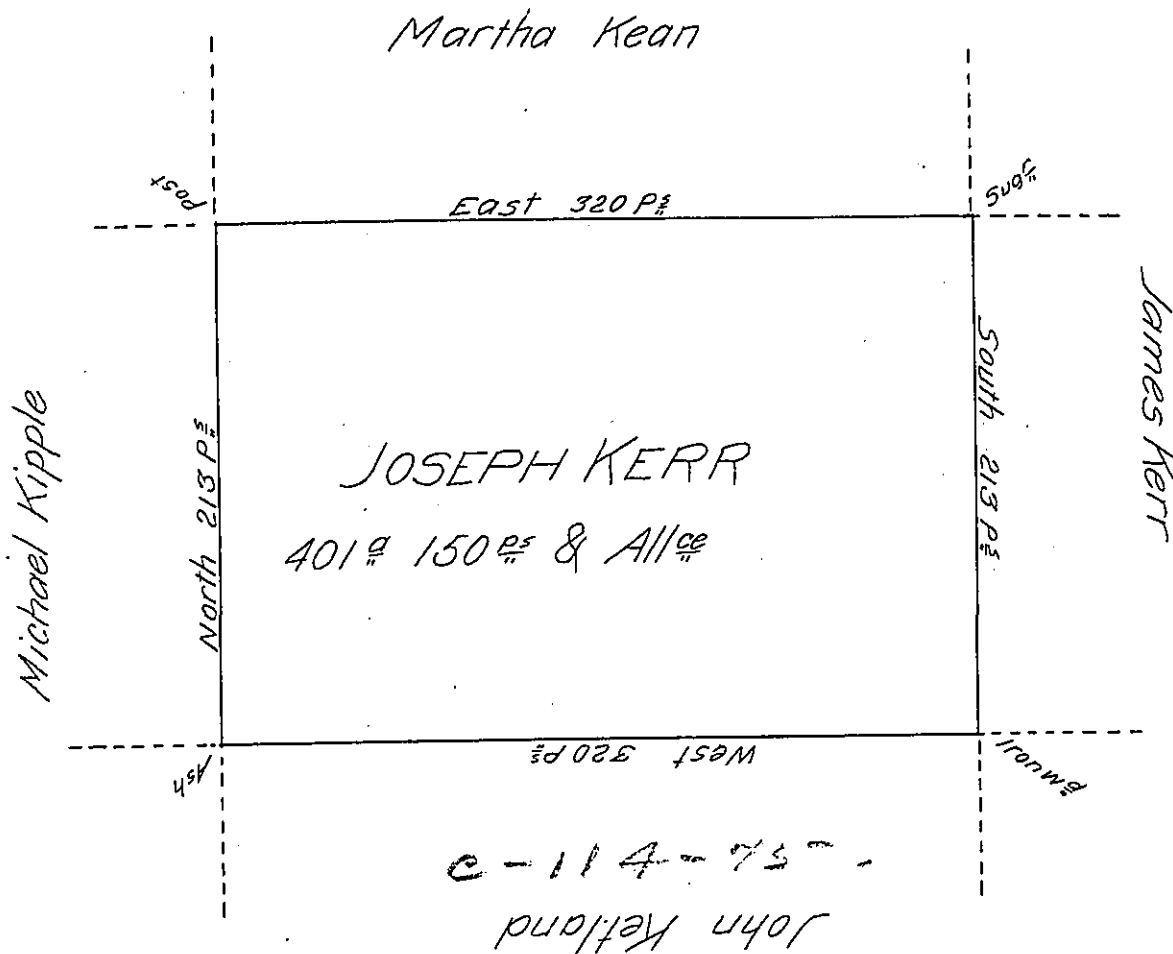 Martha Kean
Post
East 320 Ps
Sugr
James Kerr
South 213 Ps
Michael Kipple
North 213 Ps
JOSEPH KERR
401a 150ps & Allce
West 320 Ps
Ash
Ironwd
C-114-75-.
John Ketland